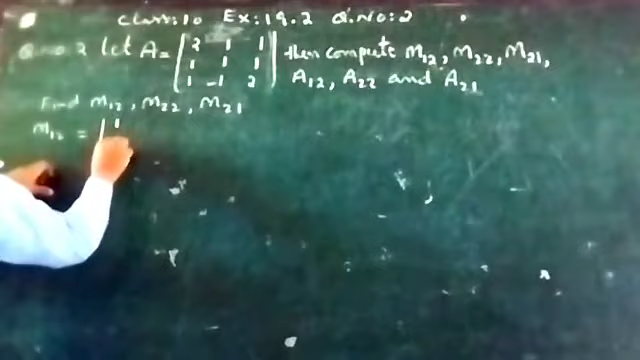 Class:10 Ex:19.2 Q.No:2
Q.no.2 let A = | 2 1 1 | then compute M12, M22, M21,
| 1 1 1 |
| 1 -1 2 | A12, A22 and A21
Find M12, M22, M21
M12 = | 1